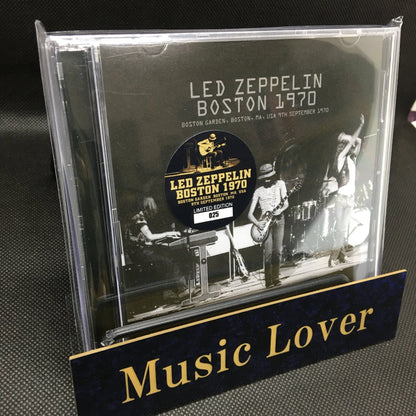 LED ZEPPELIN
BOSTON 1970
BOSTON GARDEN, BOSTON, MA, USA 9TH SEPTEMBER 1970
LED ZEPPELIN
BOSTON 1970
BOSTON GARDEN, BOSTON, MA, USA
9TH SEPTEMBER 1970
LIMITED EDITION
025
Music Lover